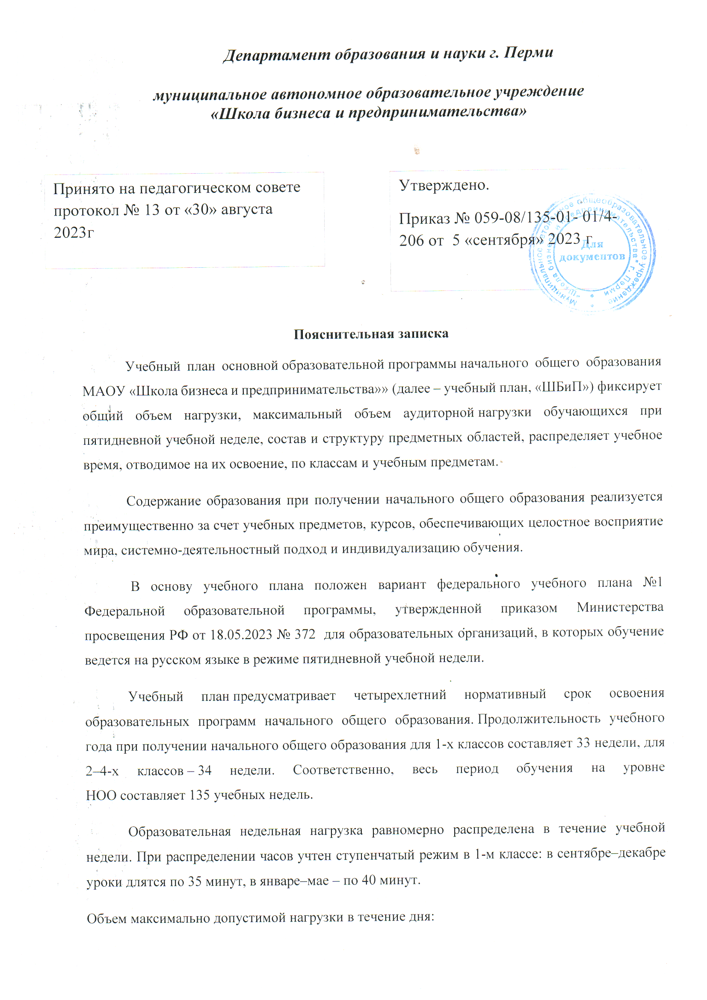 Департамент образования и науки г. Перми
муниципальное автономное образовательное учреждение
«Школа бизнеса и предпринимательства»
Принято на педагогическом совете
протокол № 13 от «30» августа
2023г
Утверждено.
Приказ № 059-08/135-01- 01/4-
206 от 5 «сентября» 2023 г
Муниципальное автономное общеобразовательное учреждение
"Школа бизнеса и предпринимательства" г. Перми
Для
документов
Пояснительная записка
Учебный план основной образовательной программы начального общего образования
МАОУ «Школа бизнеса и предпринимательства»» (далее – учебный план, «ШБиП») фиксирует
общий объем нагрузки, максимальный объем аудиторной нагрузки обучающихся при
пятидневной учебной неделе, состав и структуру предметных областей, распределяет учебное
время, отводимое на их освоение, по классам и учебным предметам.
Содержание образования при получении начального общего образования реализуется
преимущественно за счет учебных предметов, курсов, обеспечивающих целостное восприятие
мира, системно-деятельностный подход и индивидуализацию обучения.
В основу учебного плана положен вариант федерального учебного плана №1
Федеральной образовательной программы, утвержденной приказом Министерства
просвещения РФ от 18.05.2023 № 372 для образовательных организаций, в которых обучение
ведется на русском языке в режиме пятидневной учебной недели.
Учебный план предусматривает четырехлетний нормативный срок освоения
образовательных программ начального общего образования. Продолжительность учебного
года при получении начального общего образования для 1-х классов составляет 33 недели, для
2–4-х классов – 34 недели. Соответственно, весь период обучения на уровне
НОО составляет 135 учебных недель.
Образовательная недельная нагрузка равномерно распределена в течение учебной
недели. При распределении часов учтен ступенчатый режим в 1-м классе: в сентябре–декабре
уроки длятся по 35 минут, в январе–мае – по 40 минут.
Объем максимально допустимой нагрузки в течение дня: